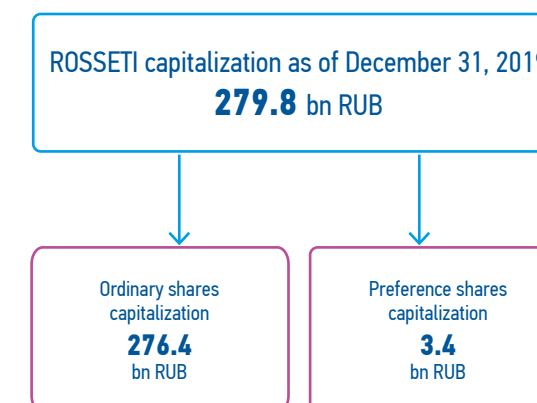 ROSSETI capitalization as of December 31, 2019
279.8 bn RUB
Ordinary shares
capitalization
276.4
bn RUB
Preference shares
capitalization
3.4
bn RUB